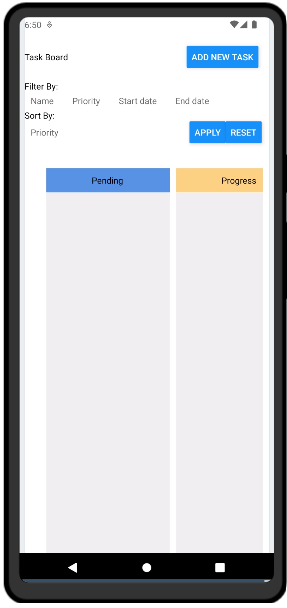 6:50
Task Board ADD NEW TASK
Filter By:
Name Priority Start date End date
Sort By:
Priority APPLY RESET
Pending Progress